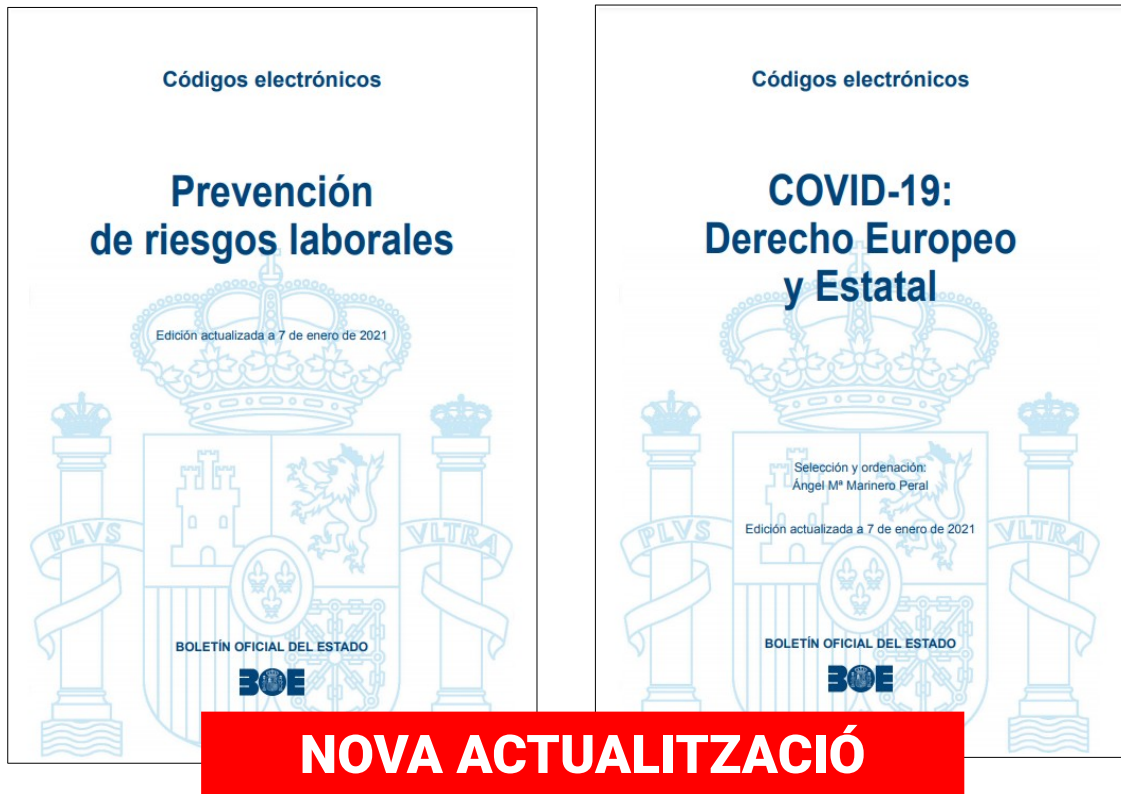 Códigos electrónicos
Prevención
de riesgos laborales
Edición actualizada a 7 de enero de 2021
PLVS
VLTRA
BOLETÍN OFICIAL DEL ESTADO
BOE
Códigos electrónicos
COVID-19:
Derecho Europeo
y Estatal
Selección y ordenación:
Ángel Mª Marinero Peral
Edición actualizada a 7 de enero de 2021
PLVS
VLTRA
BOLETÍN OFICIAL DEL ESTADO
BOE
NOVA ACTUALITZACIÓ